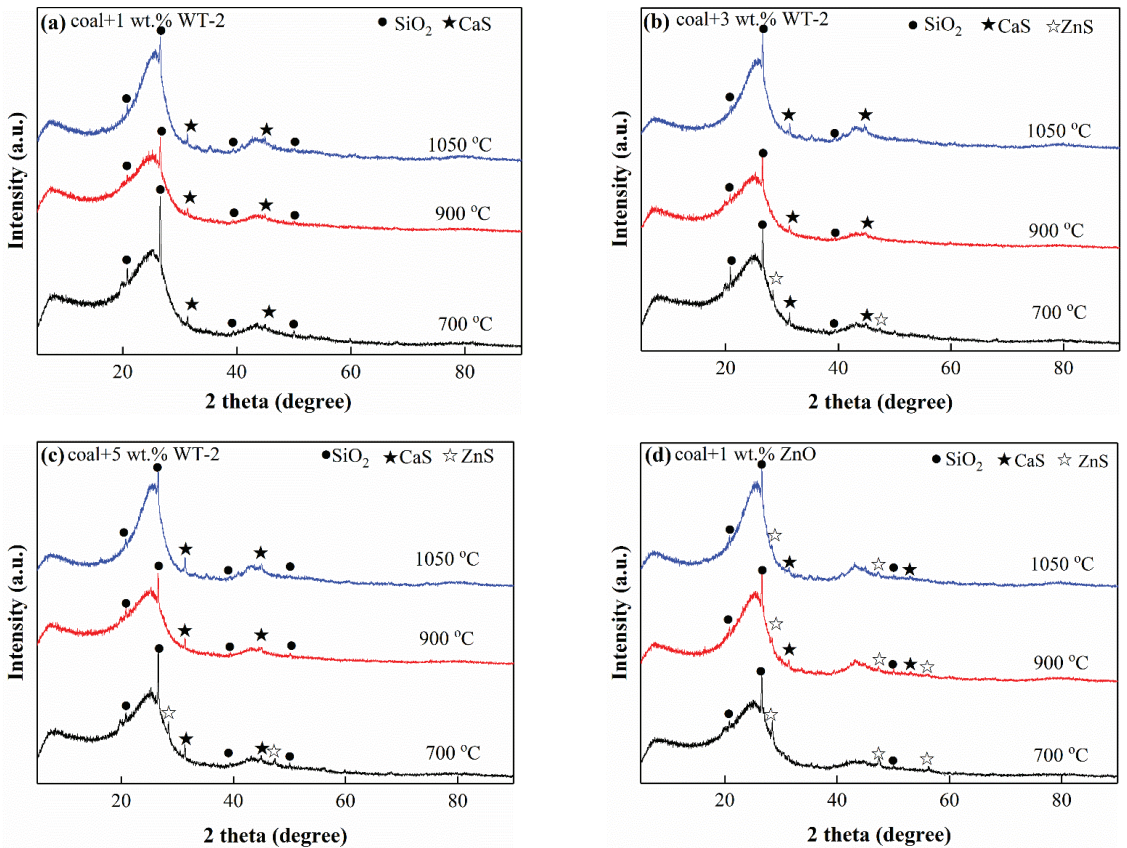 (a) coal+1 wt.% WT-2
● SiO2 ★ CaS
1050 ℃
900 ℃
700 ℃
Intensity (a.u.)
20 40 60 80
2 theta (degree)
(b) coal+3 wt.% WT-2
● SiO2 ★ CaS ☆ ZnS
1050 ℃
900 ℃
700 ℃
Intensity (a.u.)
20 40 60 80
2 theta (degree)
(c) coal+5 wt.% WT-2
● SiO2 ★ CaS ☆ ZnS
1050 ℃
900 ℃
700 ℃
Intensity (a.u.)
20 40 60 80
2 theta (degree)
(d) coal+1 wt.% ZnO
● SiO2 ★ CaS ☆ ZnS
1050 ℃
900 ℃
700 ℃
Intensity (a.u.)
20 40 60 80
2 theta (degree)